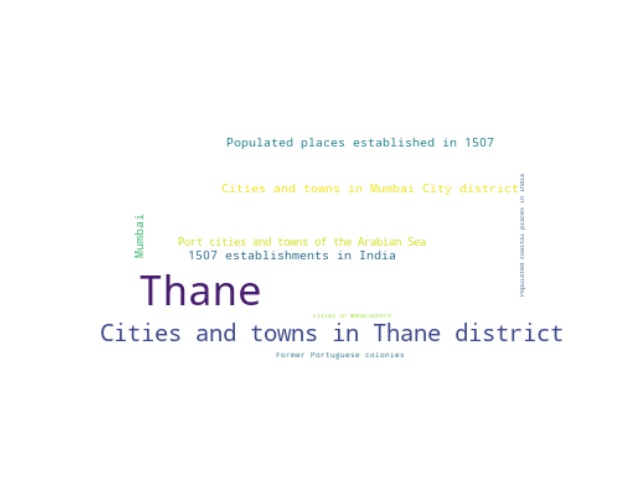 Populated places established in 1507
Cities and towns in Mumbai City district
Populated coastal places in India
Mumbai
Port cities and towns of the Arabian Sea
1507 establishments in India
Thane
Cities in Maharashtra
Cities and towns in Thane district
Former Portuguese colonies